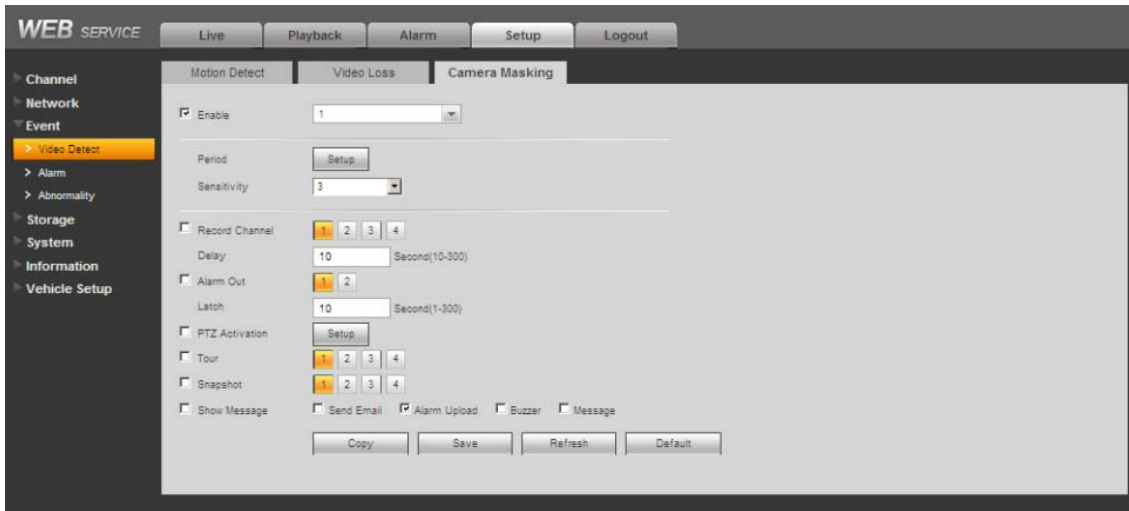 WEB SERVICE
Live Playback Alarm Setup Logout
Motion Detect Video Loss Camera Masking
Channel
Network
Event
> Video Detect
> Alarm
> Abnormality
Storage
System
Information
Vehicle Setup
Enable 1
Period Setup
Sensitivity 3
Record Channel 1 2 3 4
Delay 10 Second(10-300)
Alarm Out 1 2
Latch 10 Second(1-300)
PTZ Activation Setup
Tour 1 2 3 4
Snapshot 1 2 3 4
Show Message Send Email Alarm Upload Buzzer Message
Copy Save Refresh Default